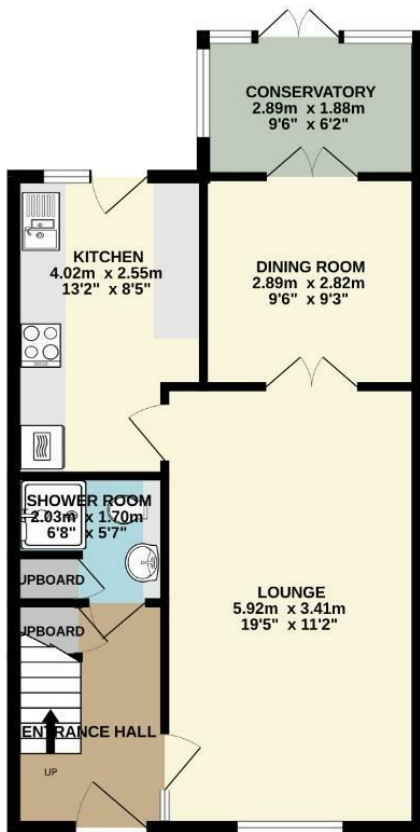 CONSERVATORY
2.89m x 1.88m
9'6" x 6'2"
KITCHEN
4.02m x 2.55m
13'2" x 8'5"
DINING ROOM
2.89m x 2.82m
9'6" x 9'3"
SHOWER ROOM
2.03m x 1.70m
6'8" x 5'7"
UPBOARD
UPBOARD
LOUNGE
5.92m x 3.41m
19'5" x 11'2"
ENTRANCE HALL
UP